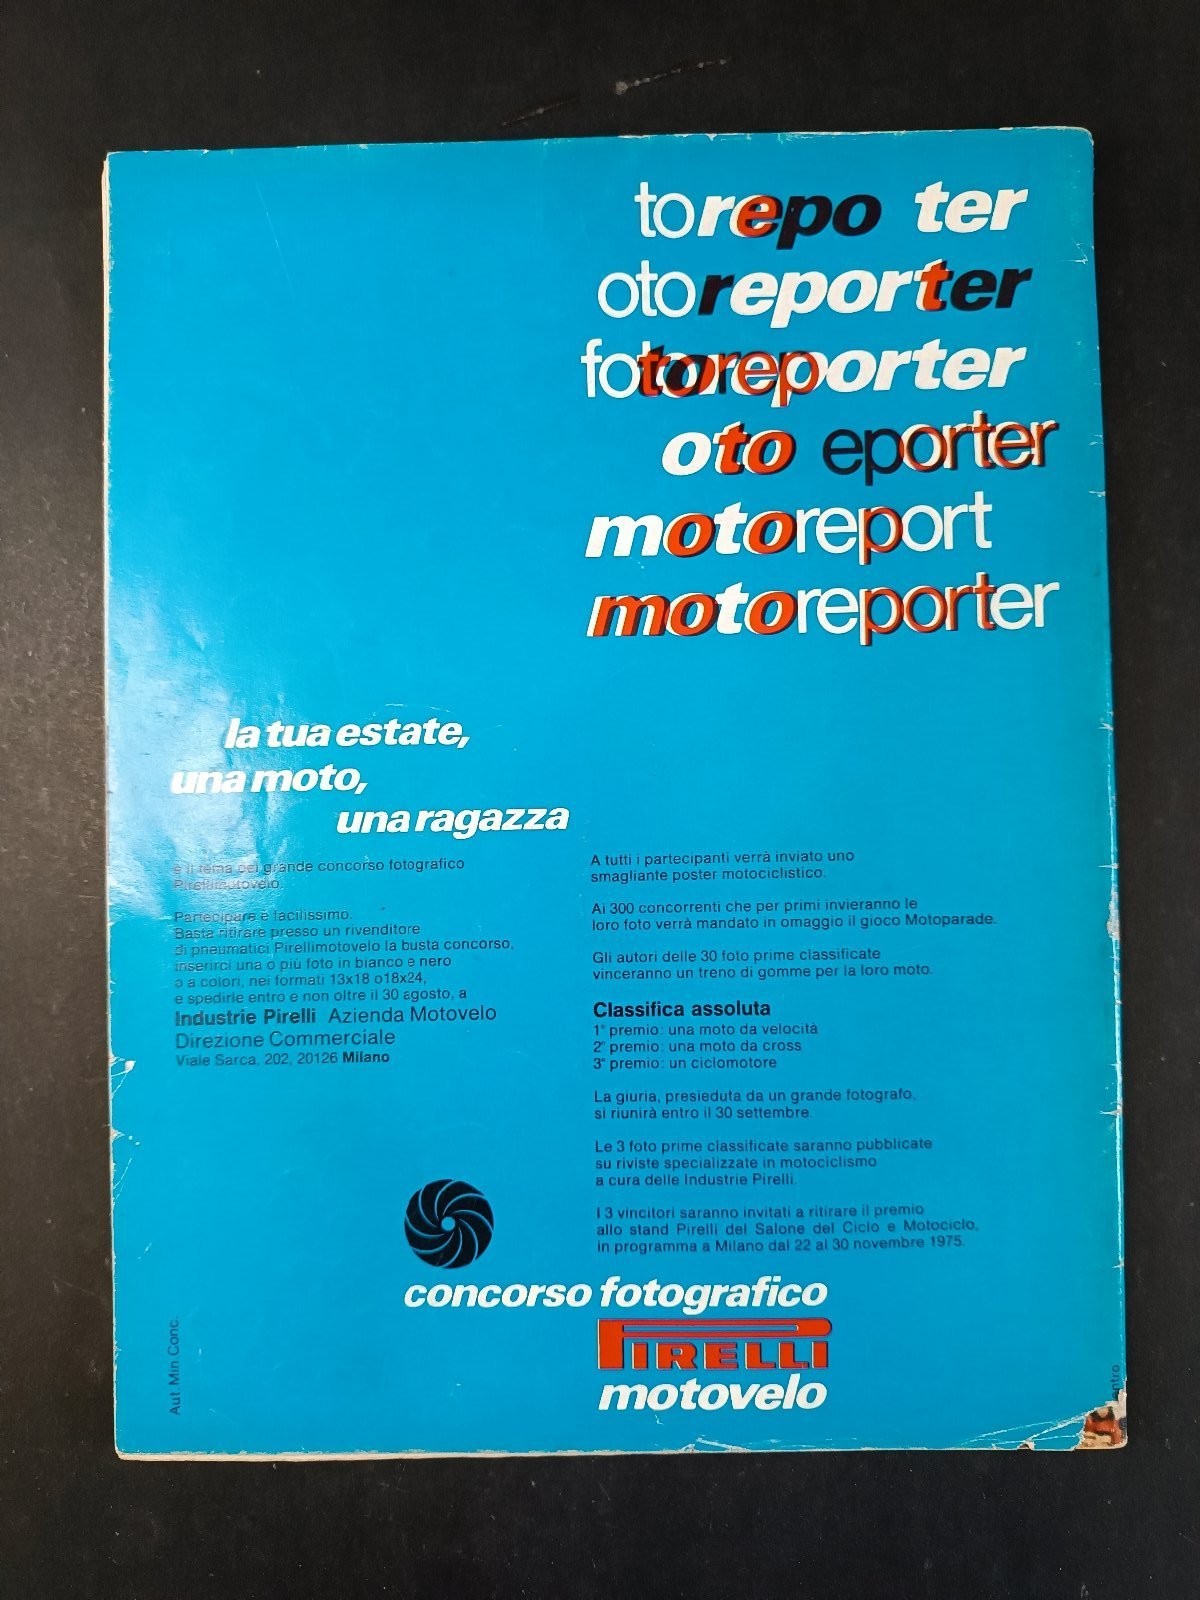 torepo ter
otoreporter
fotoreporter
oto eporter
motoreport
motoreporter
la tua estate,
una moto,
una ragazza
è il tema del grande concorso fotografico
Pirellimotovelo.
Partecipare è facilissimo.
Basta ritirare presso un rivenditore
di pneumatici Pirellimotovelo la busta concorso,
inserirci una o più foto in bianco e nero
o a colori, nei formati 13x18 o18x24,
e spedirle entro e non oltre il 30 agosto, a
Industrie Pirelli Azienda Motovelo
Direzione Commerciale
Viale Sarca, 202, 20126 Milano
A tutti i partecipanti verrà inviato uno
smagliante poster motociclistico.
Ai 300 concorrenti che per primi invieranno le
loro foto verrà mandato in omaggio il gioco Motoparade.
Gli autori delle 30 foto prime classificate
vinceranno un treno di gomme per la loro moto.
Classifica assoluta
1° premio: una moto da velocità
2° premio: una moto da cross
3° premio: un ciclomotore
La giuria, presieduta da un grande fotografo,
si riunirà entro il 30 settembre.
Le 3 foto prime classificate saranno pubblicate
su riviste specializzate in motociclismo
a cura delle Industrie Pirelli.
I 3 vincitori saranno invitati a ritirare il premio
allo stand Pirelli del Salone del Ciclo e Motociclo,
in programma a Milano dal 22 al 30 novembre 1975.
concorso fotografico
PIRELLI
motovelo
Aut. Min. Conc.
entro